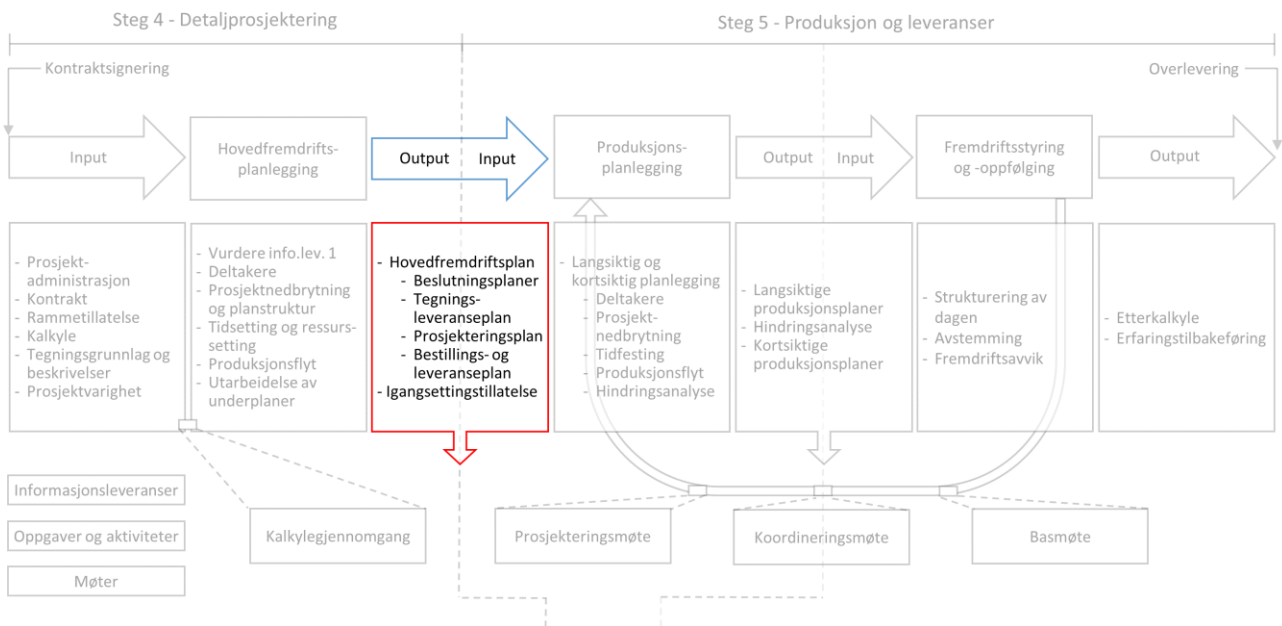 Steg 4 - Detaljprosjektering
Steg 5 - Produksjon og leveranser
Kontraktsignering
Overlevering
Input
Hovedfremdrifts-
planlegging
Output
Input
Produksjons-
planlegging
Output
Input
Fremdriftsstyring
og -oppfølging
Output
- Prosjekt-
administrasjon
- Kontrakt
- Rammetillatelse
- Kalkyle
- Tegningsgrunnlag og
beskrivelser
- Prosjektvarighet
- Vurdere info.lev. 1
- Deltakere
- Prosjektnedbrytning
og planstruktur
- Tidsetting og ressurs-
setting
- Produksjonsflyt
- Utarbeidelse av
underplaner
- Hovedfremdriftsplan
- Beslutningsplaner
- Tegnings-
leveranseplan
- Prosjekteringsplan
- Bestillings- og
leveranseplan
- Igangsettingstillatelse
- Langsiktig og
kortsiktig planlegging
- Deltakere
- Prosjekt-
nedbrytning
- Tidfesting
- Produksjonsflyt
- Hindringsanalyse
- Langsiktige
produksjonsplaner
- Hindringsanalyse
- Kortsiktige
produksjonsplaner
- Strukturering av
dagen
- Avstemming
- Fremdriftsavvik
- Etterkalkyle
- Erfaringstilbakeføring
Informasjonsleveranser
Oppgaver og aktiviteter
Møter
Kalkylegjennomgang
Prosjekteringsmøte
Koordineringsmøte
Basmøte